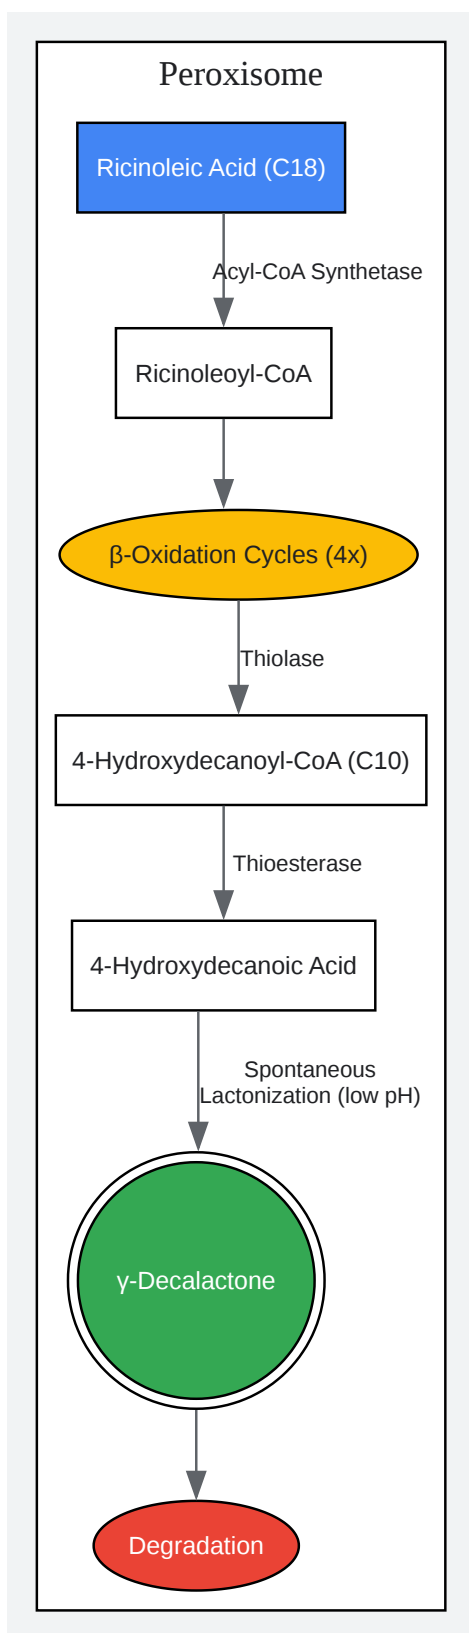 Peroxisome
Ricinoleic Acid (C18)
Acyl-CoA Synthetase
Ricinoleoyl-CoA
β-Oxidation Cycles (4x)
Thiolase
4-Hydroxydecanoyl-CoA (C10)
Thioesterase
4-Hydroxydecanoic Acid
Spontaneous
Lactonization (low pH)
γ-Decalactone
Degradation